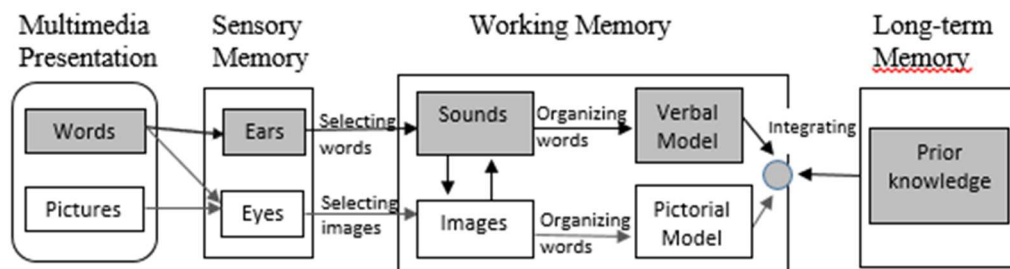 Multimedia
Presentation
Sensory
Memory
Working Memory
Long-term
Memory
Words
Pictures
Ears
Eyes
Selecting
words
Selecting
images
Sounds
Images
Organizing
words
Organizing
words
Verbal
Model
Pictorial
Model
Integrating
Prior
knowledge